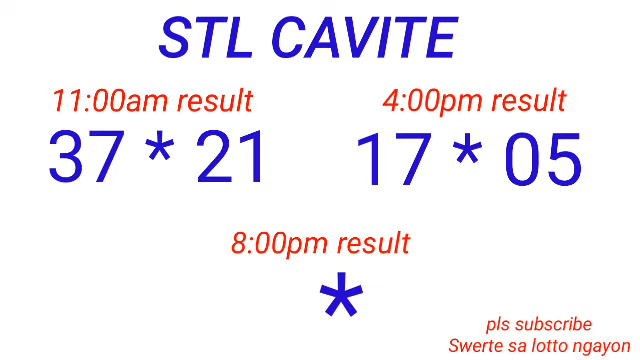 STL CAVITE
11:00am result
37 * 21
4:00pm result
17 * 05
8:00pm result
*
pls subscribe
Swerte sa lotto ngayon